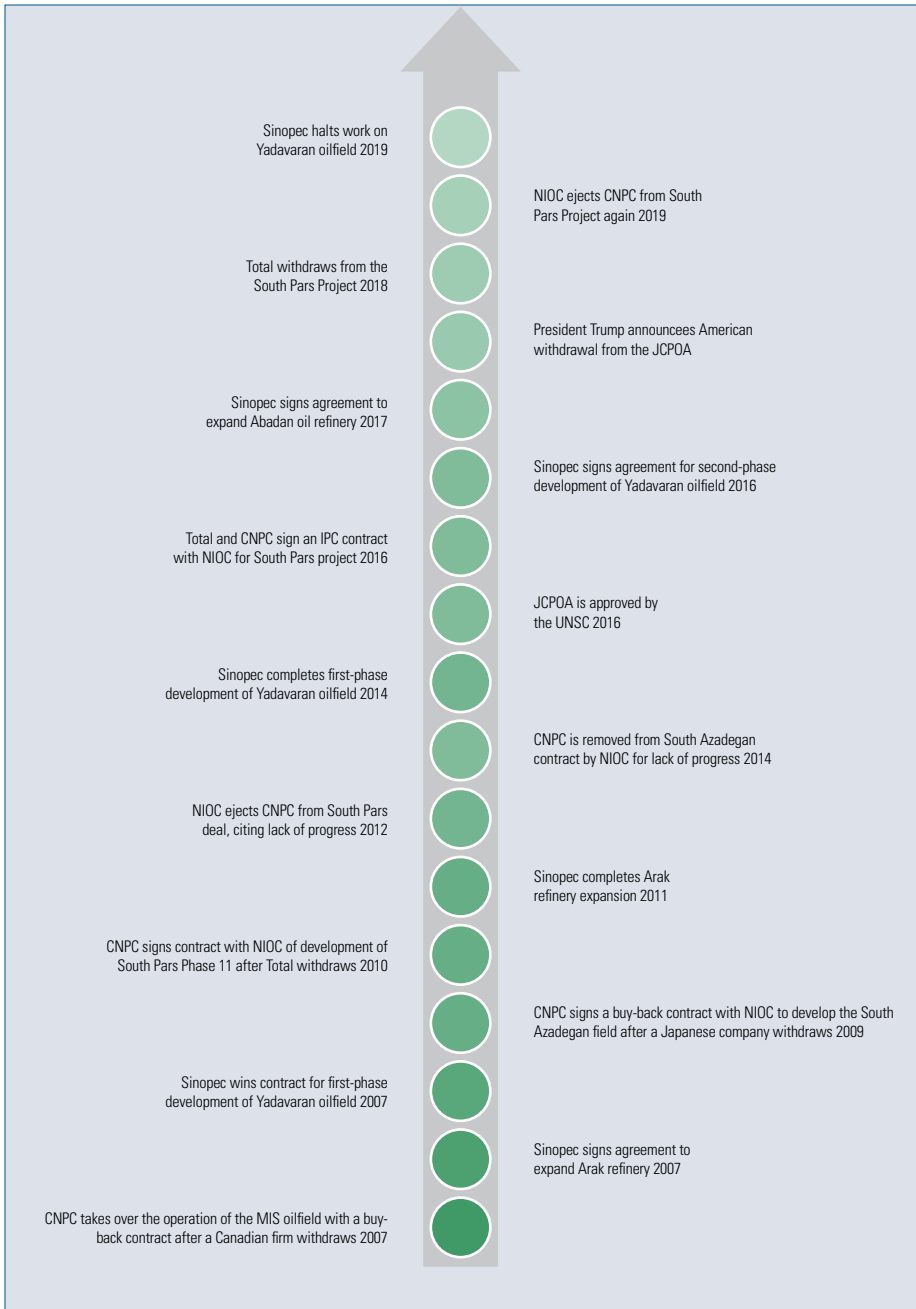 Sinopec halts work on
Yadavaran oilfield 2019
NIOC ejects CNPC from South
Pars Project again 2019
Total withdraws from the
South Pars Project 2018
President Trump announcees American
withdrawal from the JCPOA
Sinopec signs agreement to
expand Abadan oil refinery 2017
Sinopec signs agreement for second-phase
development of Yadavaran oilfield 2016
Total and CNPC sign an IPC contract
with NIOC for South Pars project 2016
JCPOA is approved by
the UNSC 2016
Sinopec completes first-phase
development of Yadavaran oilfield 2014
CNPC is removed from South Azadegan
contract by NIOC for lack of progress 2014
NIOC ejects CNPC from South Pars
deal, citing lack of progress 2012
Sinopec completes Arak
refinery expansion 2011
CNPC signs contract with NIOC of development of
South Pars Phase 11 after Total withdraws 2010
CNPC signs a buy-back contract with NIOC to develop the South
Azadegan field after a Japanese company withdraws 2009
Sinopec wins contract for first-phase
development of Yadavaran oilfield 2007
Sinopec signs agreement to
expand Arak refinery 2007
CNPC takes over the operation of the MIS oilfield with a buy-
back contract after a Canadian firm withdraws 2007